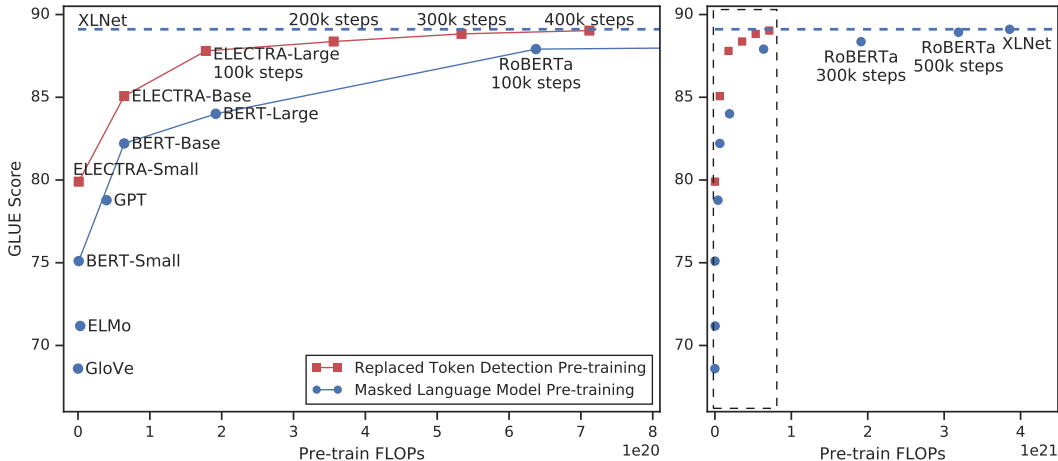 90
85
80
75
70
GLUE Score
XLNet
200k steps
300k steps
400k steps
ELECTRA-Large
100k steps
RoBERTa
100k steps
ELECTRA-Base
BERT-Large
BERT-Base
ELECTRA-Small
GPT
BERT-Small
ELMo
GloVe
Replaced Token Detection Pre-training
Masked Language Model Pre-training
0 1 2 3 4 5 6 7 8
1e20
Pre-train FLOPs
90
85
80
75
70
RoBERTa
300k steps
RoBERTa
500k steps
XLNet
0 1 2 3 4
1e21
Pre-train FLOPs